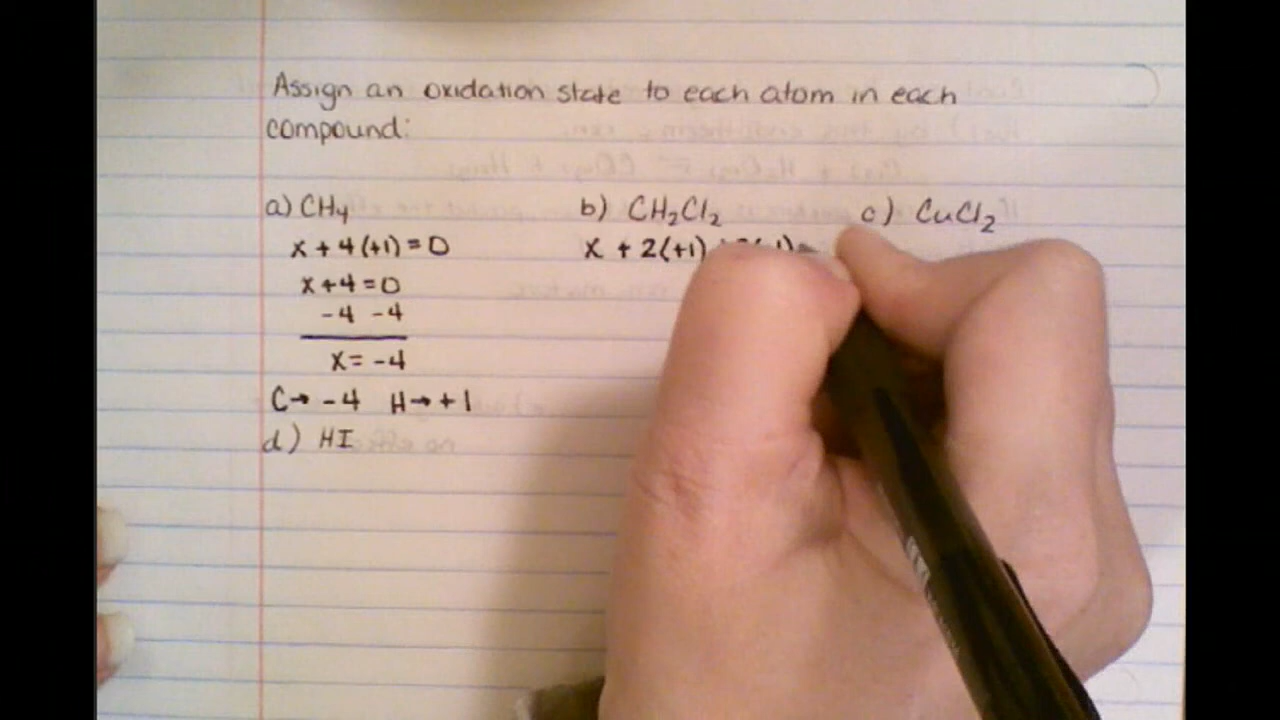 Assign an oxidation state to each atom in each
compound:
a) CH4 b) CH2Cl2 c) CuCl2
x + 4(+1) = 0 x + 2(+1)
x + 4 = 0
-4 -4
x = -4
C→ -4 H→ +1
d) HI